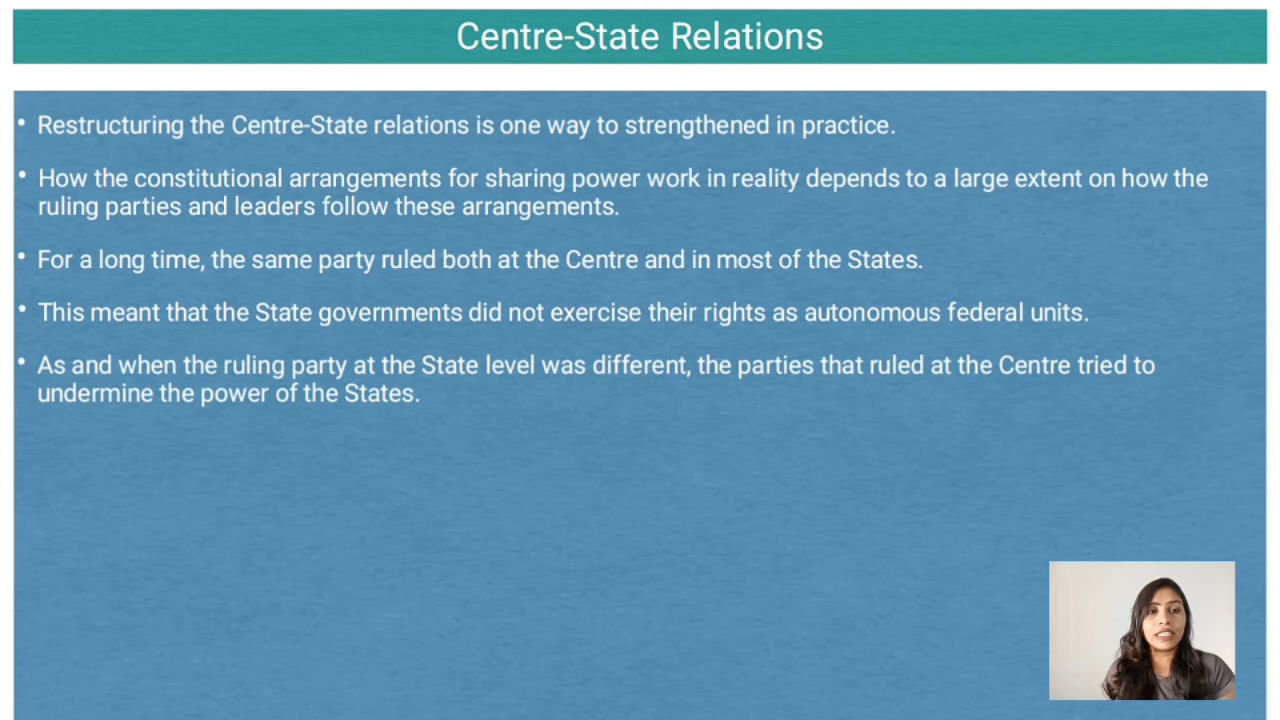 Centre-State Relations
• Restructuring the Centre-State relations is one way to strengthened in practice.
• How the constitutional arrangements for sharing power work in reality depends to a large extent on how the
ruling parties and leaders follow these arrangements.
• For a long time, the same party ruled both at the Centre and in most of the States.
• This meant that the State governments did not exercise their rights as autonomous federal units.
• As and when the ruling party at the State level was different, the parties that ruled at the Centre tried to
undermine the power of the States.